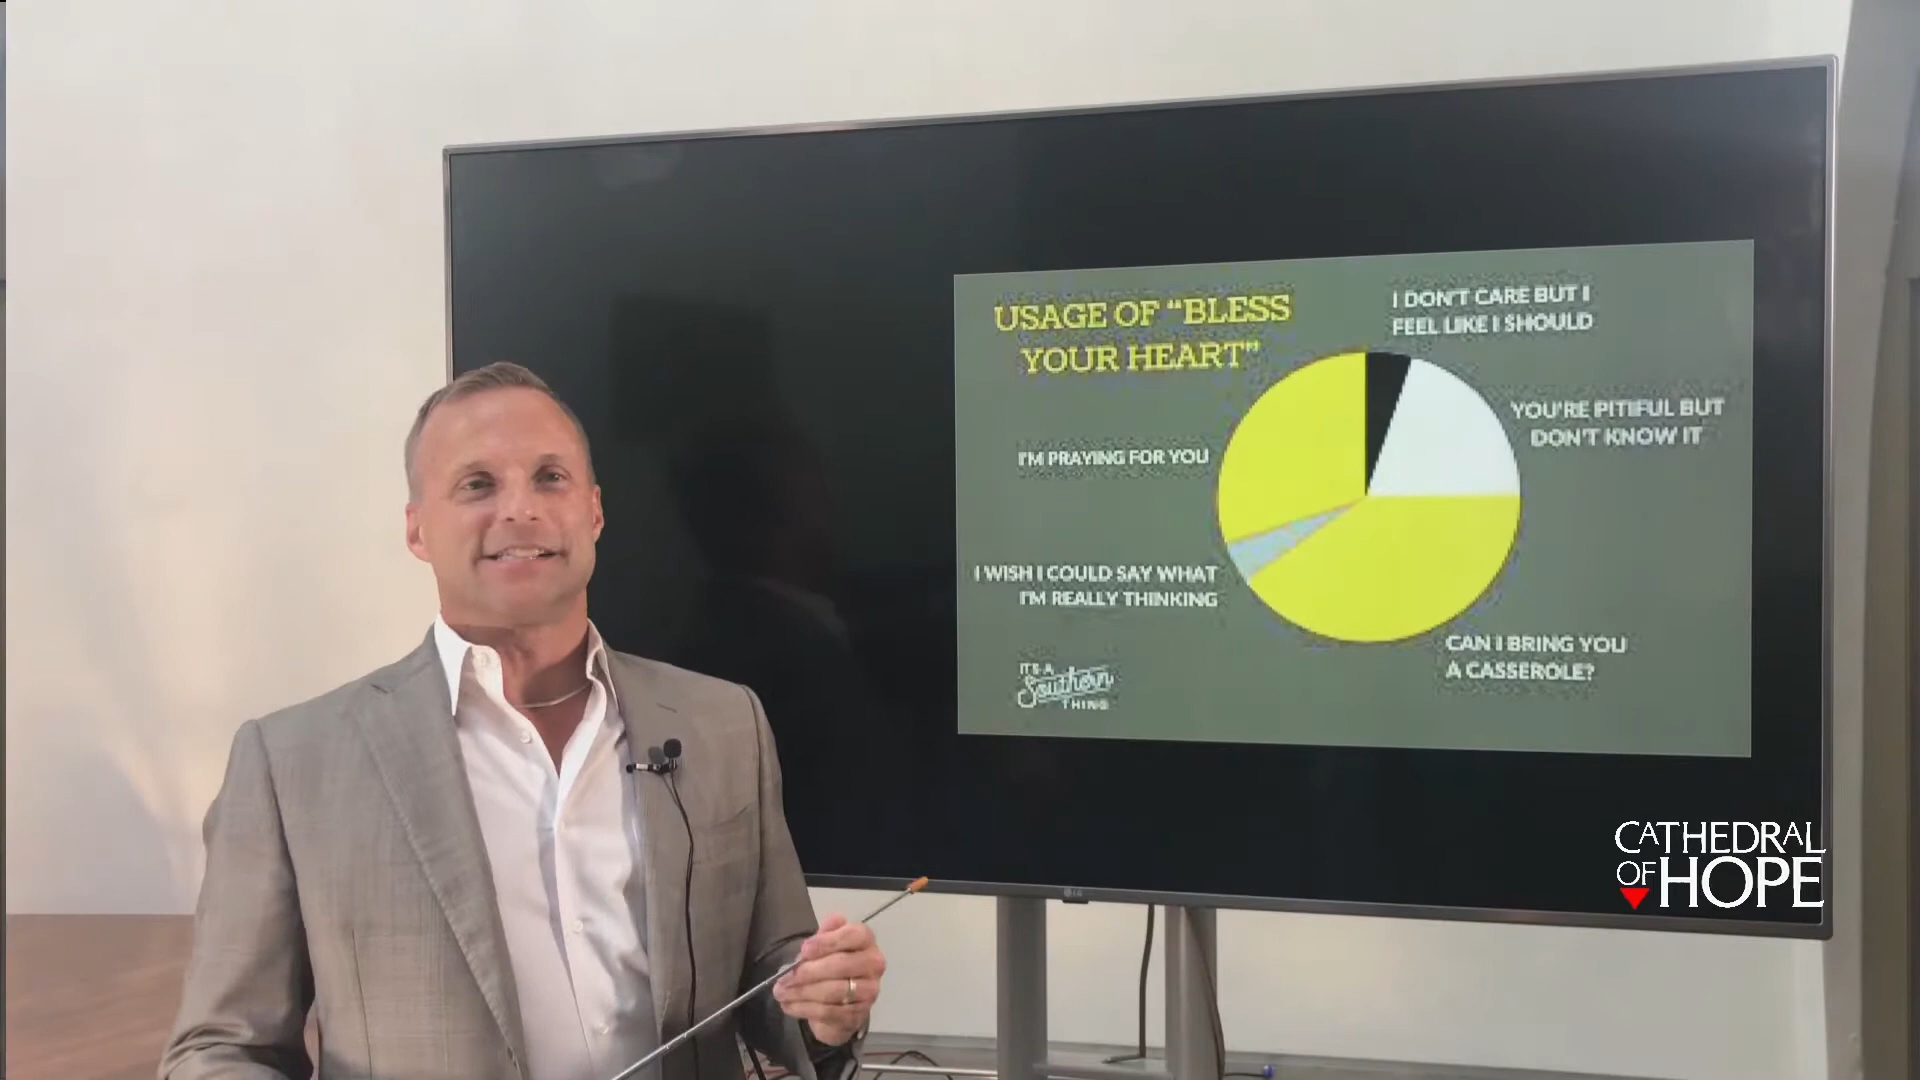 USAGE OF “BLESS
YOUR HEART”
I DON'T CARE BUT I
FEEL LIKE I SHOULD
YOU'RE PITIFUL BUT
DON'T KNOW IT
I'M PRAYING FOR YOU
I WISH I COULD SAY WHAT
I'M REALLY THINKING
CAN I BRING YOU
A CASSEROLE?
IT'S A
Southern
THING
LG
CATHEDRAL
OF HOPE